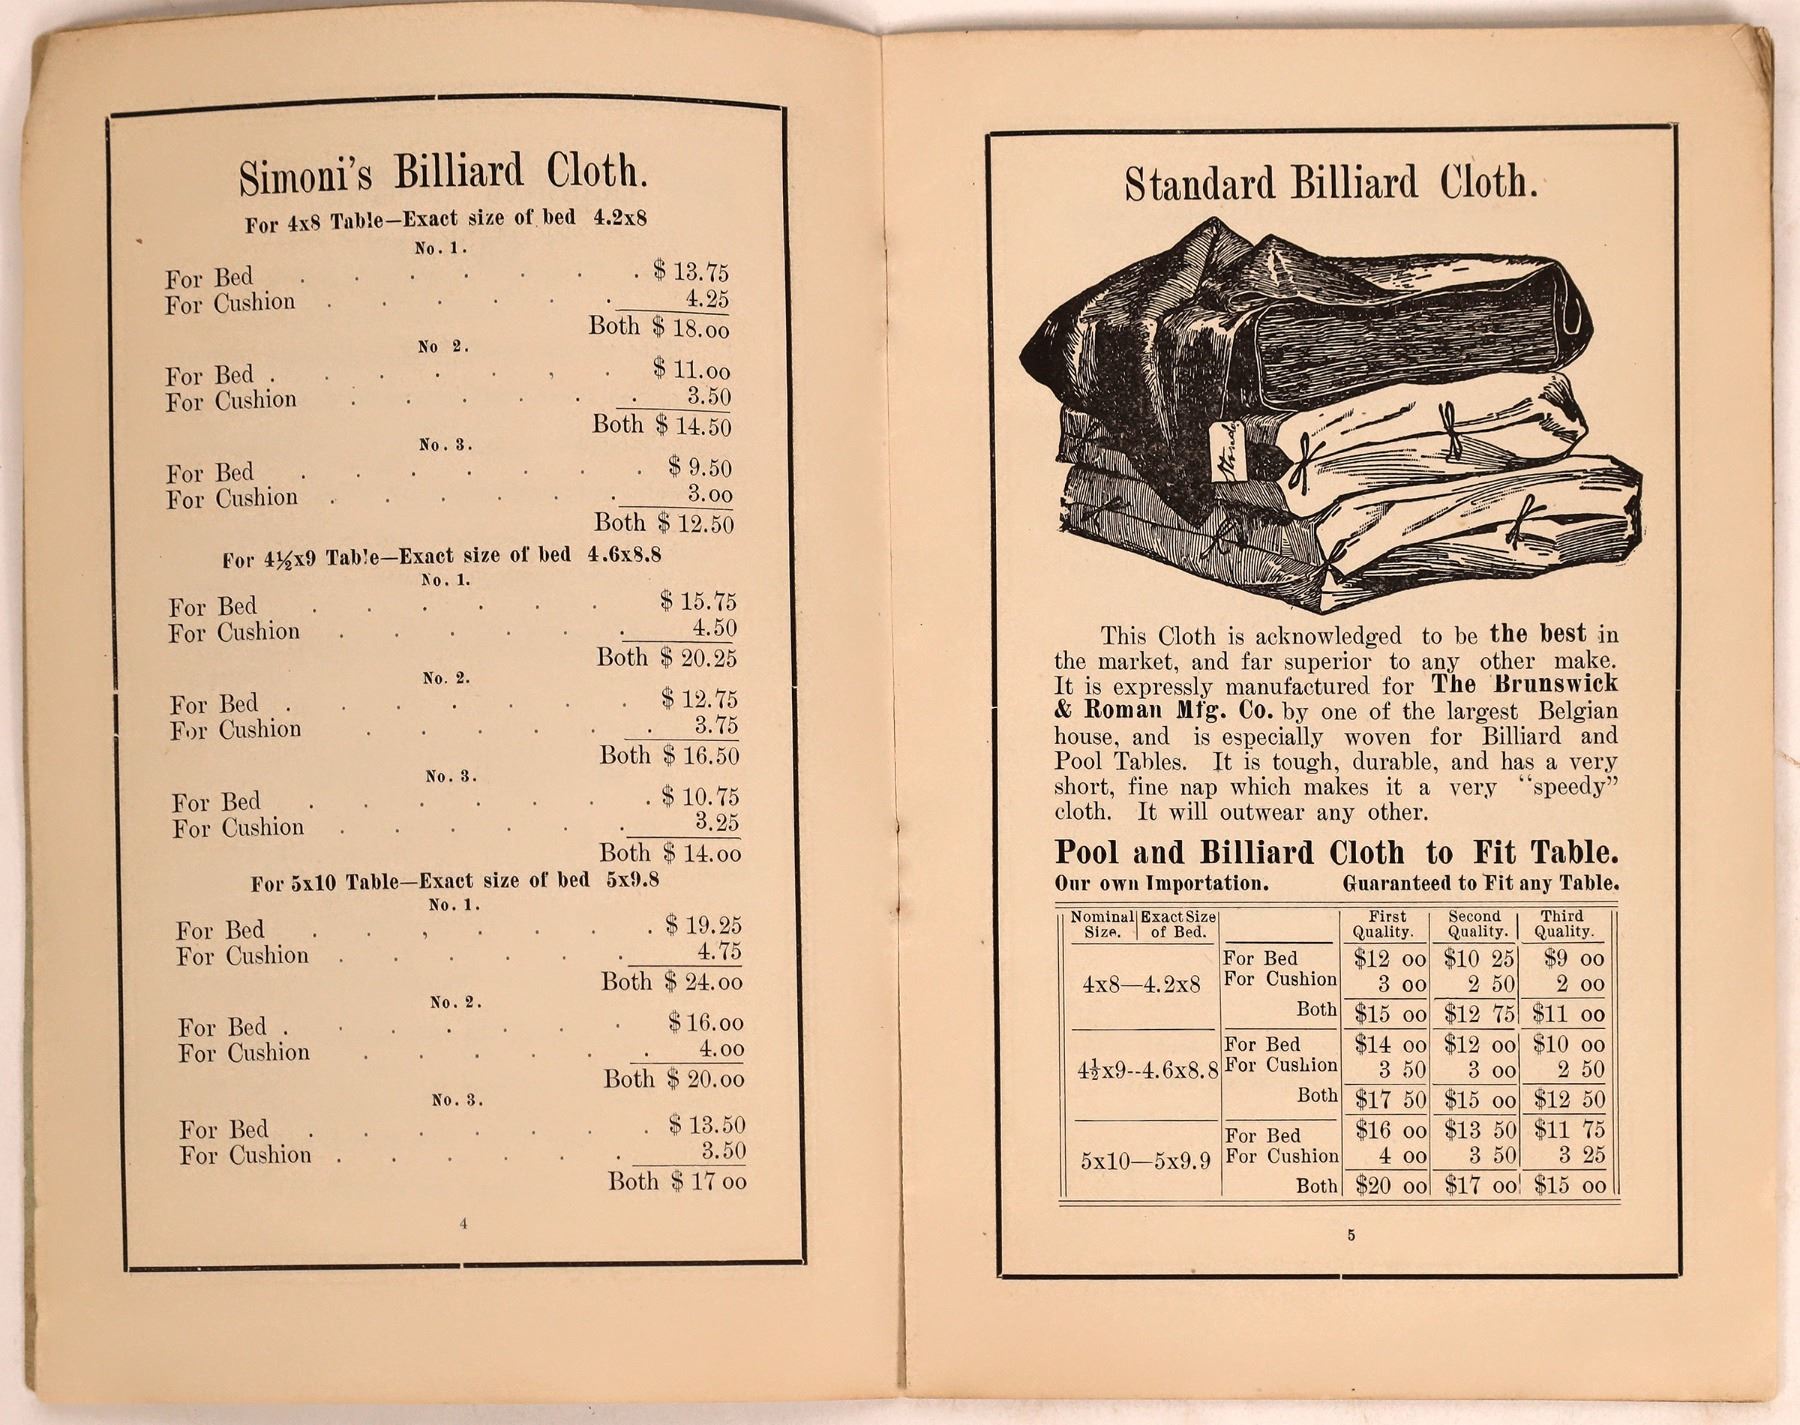 Simoni's Billiard Cloth.
For 4x8 Table—Exact size of bed 4.2x8
No. 1.
For Bed . . . . . . . $ 13.75
For Cushion . . . . . . 4.25
Both $ 18.00
No 2.
For Bed . . . . . , . $ 11.00
For Cushion . . . . . . 3.50
Both $ 14.50
No. 3.
For Bed . . . . . . . $ 9.50
For Cushion . . . . . . 3.00
Both $ 12.50
For 4½x9 Table—Exact size of bed 4.6x8.8
No. 1.
For Bed . . . . . . $ 15.75
For Cushion . . . . . . 4.50
Both $ 20.25
No. 2.
For Bed . . . . . . . $ 12.75
For Cushion . . . . . . 3.75
Both $ 16.50
No. 3.
For Bed . . . . . . . $ 10.75
For Cushion . . . . . . 3.25
Both $ 14.00
For 5x10 Table—Exact size of bed 5x9.8
No. 1.
For Bed . . , . . . . $ 19.25
For Cushion . . . . . . 4.75
Both $ 24.00
No. 2.
For Bed . . . . . . . $16.00
For Cushion . . . . . . 4.00
Both $ 20.00
No. 3.
For Bed . . . . . . . $ 13.50
For Cushion . . . . . . 3.50
Both $ 17 00
4
Standard Billiard Cloth.
This Cloth is acknowledged to be the best in
the market, and far superior to any other make.
It is expressly manufactured for The Brunswick
& Roman Mfg. Co. by one of the largest Belgian
house, and is especially woven for Billiard and
Pool Tables. It is tough, durable, and has a very
short, fine nap which makes it a very "speedy"
cloth. It will outwear any other.
Pool and Billiard Cloth to Fit Table.
Our own Importation. Guaranteed to Fit any Table.
Nominal Size. Exact Size of Bed. First Quality. Second Quality. Third Quality.
For Bed $12 00 $10 25 $9 00
4x8—4.2x8 For Cushion 3 00 2 50 2 00
Both $15 00 $12 75 $11 00
For Bed $14 00 $12 00 $10 00
4½x9--4.6x8.8 For Cushion 3 50 3 00 2 50
Both $17 50 $15 00 $12 50
For Bed $16 00 $13 50 $11 75
5x10—5x9.9 For Cushion 4 00 3 50 3 25
Both $20 00 $17 00 $15 00
5